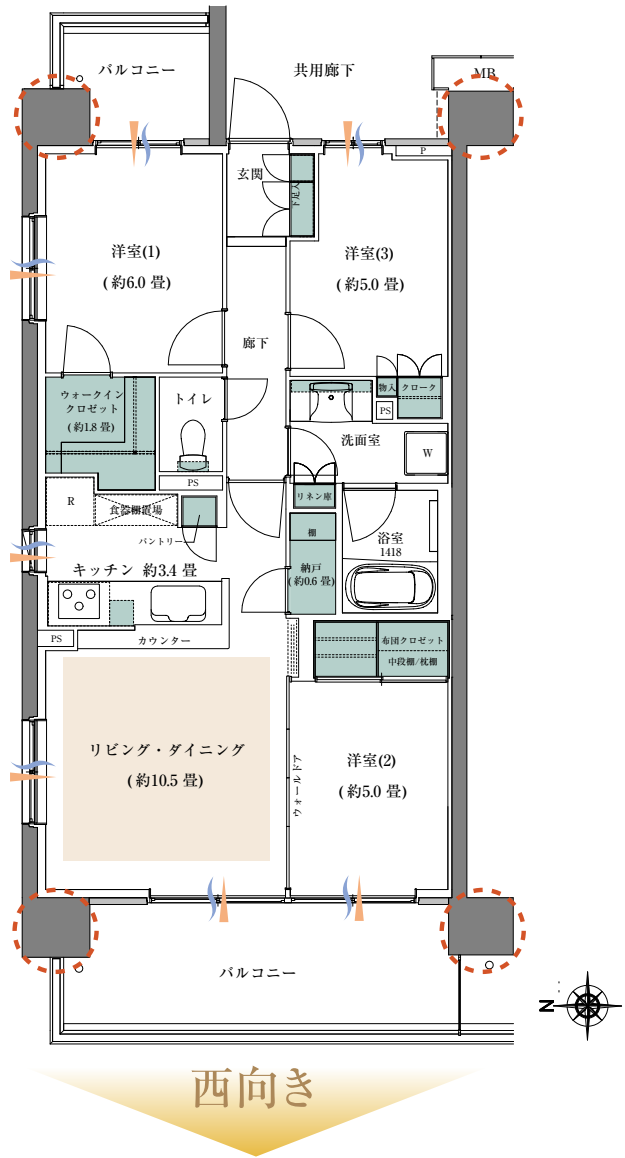 バルコニー
共用廊下
MB
P
玄関
下足入
洋室(1)
(約6.0 畳)
洋室(3)
(約5.0 畳)
廊下
ウォークイン
クロゼット
(約1.8 畳)
トイレ
物入
クローク
PS
洗面室
W
PS
R
食器棚置場
リネン庫
パントリー
棚
浴室
1418
キッチン 約3.4 畳
納戸
(約0.6 畳)
PS
カウンター
布団クロゼット
中段棚/枕棚
リビング・ダイニング
(約10.5 畳)
ウォールドア
洋室(2)
(約5.0 畳)
バルコニー
N
西向き